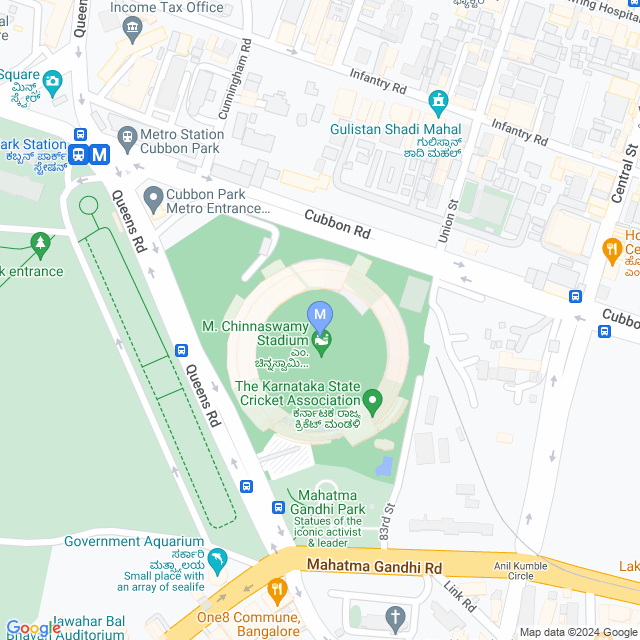 Income Tax Office
Queens
Cunningham Rd
ring Hospital
Infantry Rd
Square
Gulistan Shadi Mahal
ಗುಲಿಸ್ತಾನ್
ಶಾದಿ ಮಹಲ್
Infantry Rd
Central St
Metro Station
Cubbon Park
ark Station
ಕಬ್ಬನ್ ಪಾರ್ಕ್
ಸ್ಟೇಷನ್
M
Queens Rd
Cubbon Park
Metro Entrance...
Cubbon Rd
Union St
k entrance
Cubbo
M
M. Chinnaswamy
Stadium
ಎಂ.
ಚಿನ್ನಸ್ವಾಮಿ...
The Karnataka State
Cricket Association
ಕರ್ನಾಟಕ ರಾಜ್ಯ
ಕ್ರಿಕೆಟ್ ಮಂಡಳಿ
Queens Rd
Mahatma
Gandhi Park
Statues of the
iconic activist
& leader
83rd St
Government Aquarium
ಸರ್ಕಾರಿ
ಮತ್ಸ್ಯಾಲಯ
Small place with
an array of sealife
Mahatma Gandhi Rd
Anil Kumble
Circle
Link Rd
Lak
One8 Commune,
Bangalore
Jawahar Bal
Bhavan Auditorium
Google
Map data ©2024 Google